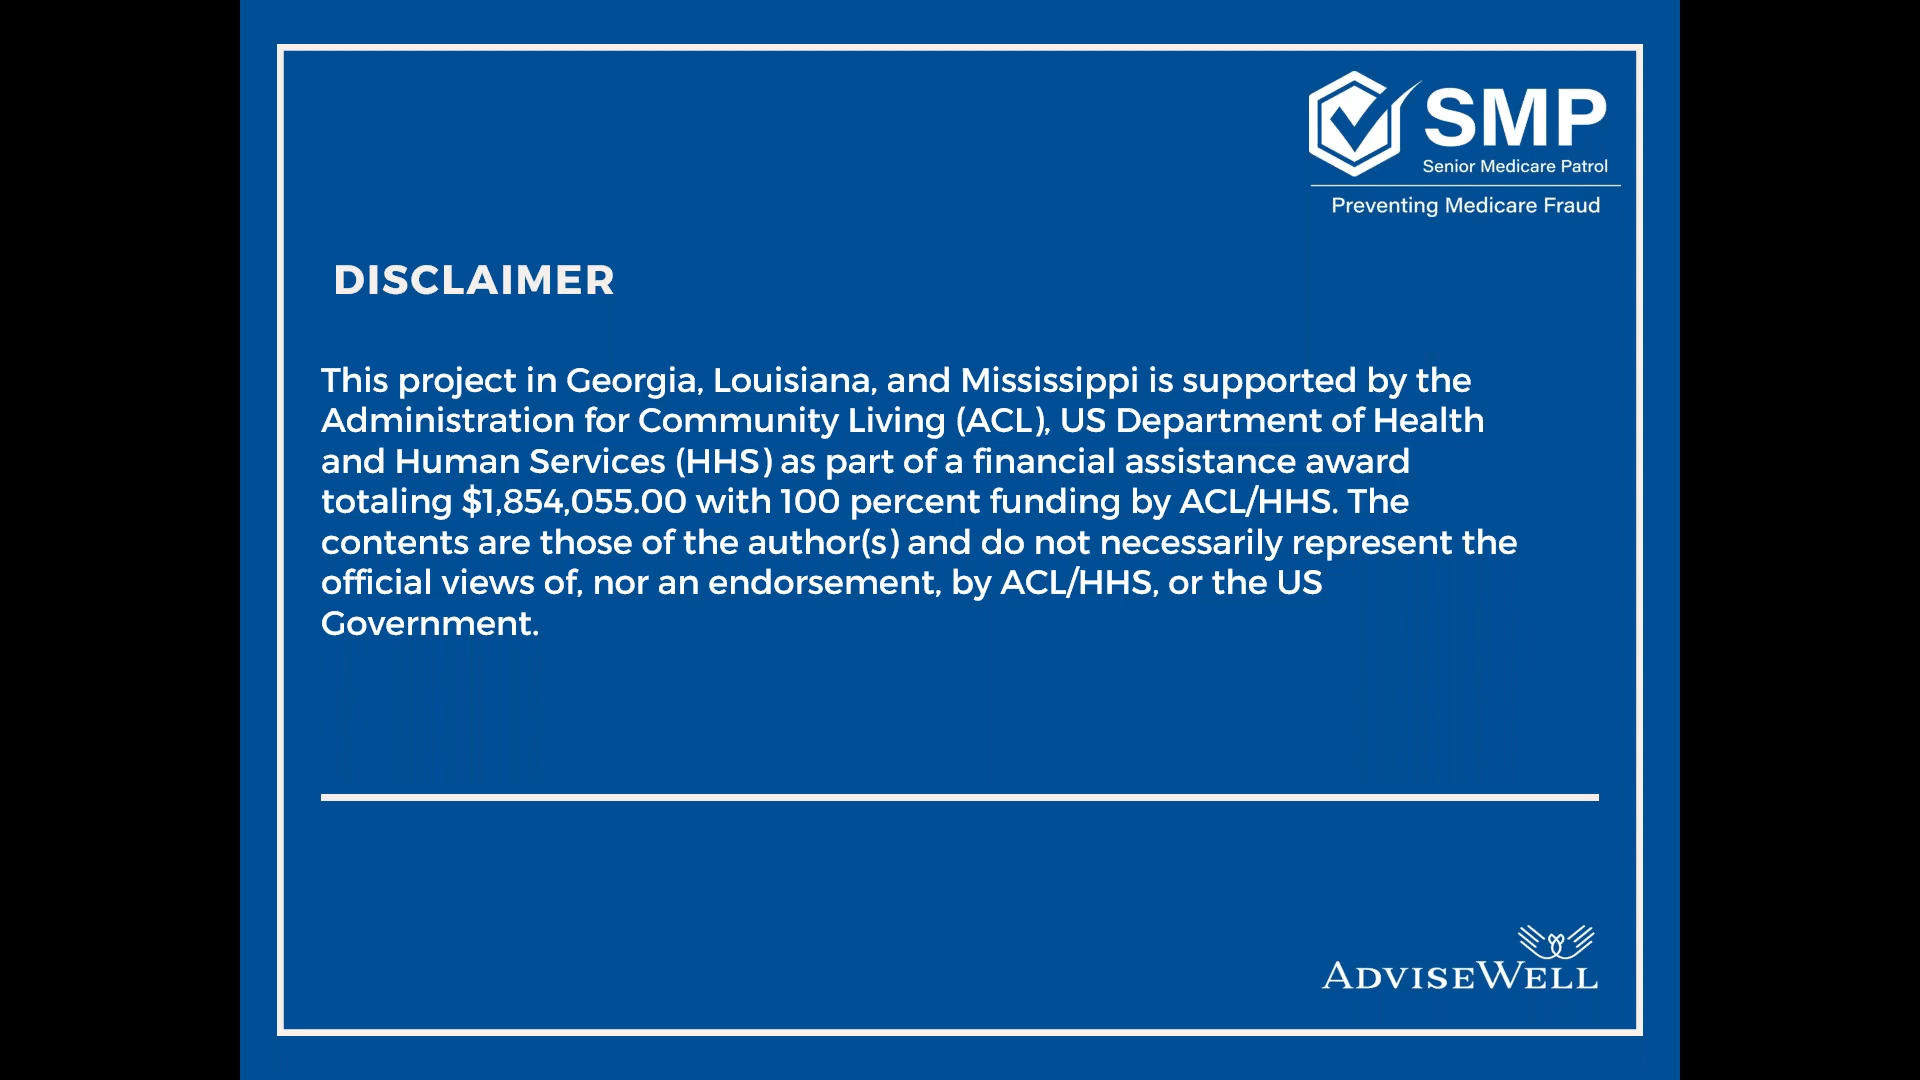 SMP
Senior Medicare Patrol
Preventing Medicare Fraud
DISCLAIMER
This project in Georgia, Louisiana, and Mississippi is supported by the
Administration for Community Living (ACL), US Department of Health
and Human Services (HHS) as part of a financial assistance award
totaling $1,854,055.00 with 100 percent funding by ACL/HHS. The
contents are those of the author(s) and do not necessarily represent the
official views of, nor an endorsement, by ACL/HHS, or the US
Government.
ADVISEWELL